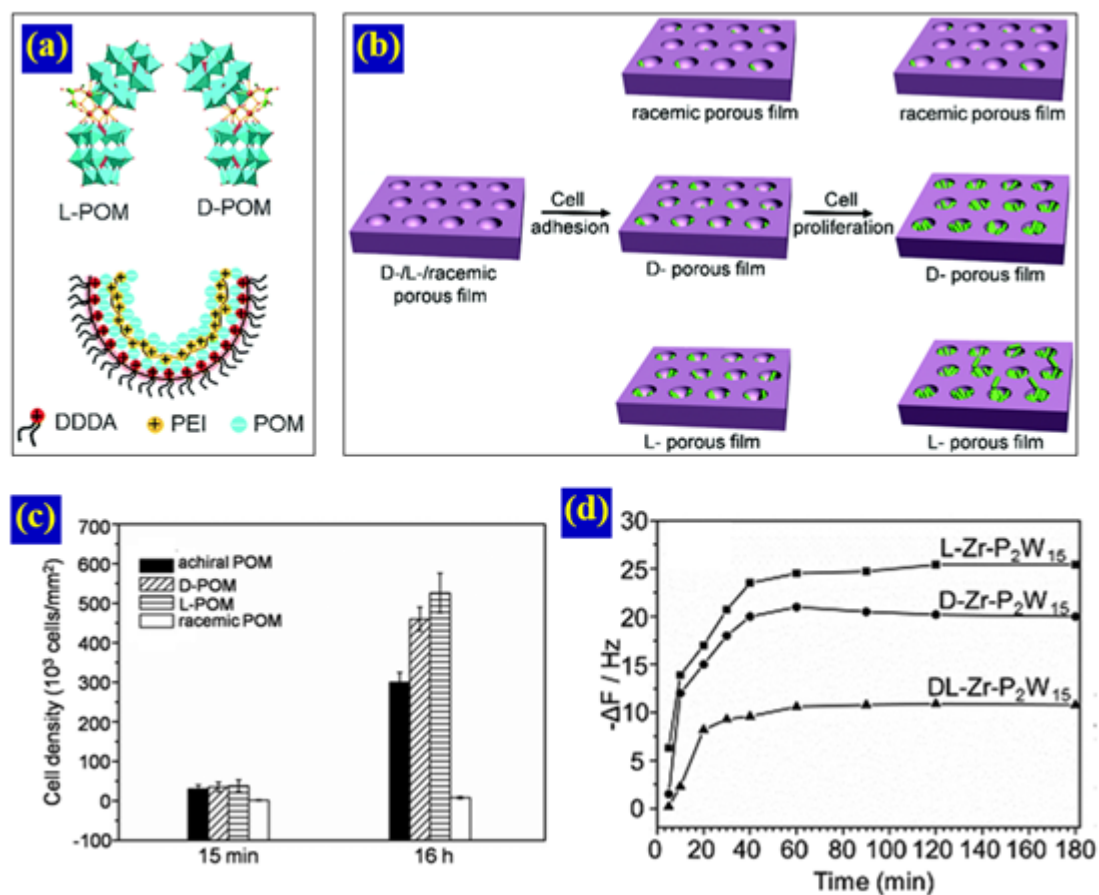 (a)
L-POM
D-POM
DDDA
PEI
POM
(b)
racemic porous film
racemic porous film
D-/L-/racemic
porous film
Cell
adhesion
D- porous film
Cell
proliferation
D- porous film
L- porous film
L- porous film
(c)
Cell density (10³ cells/mm²)
700
600
500
400
300
200
100
0
-100
achiral POM
D-POM
L-POM
racemic POM
15 min
16 h
(d)
-ΔF / Hz
30
25
20
15
10
5
0
L-Zr-P₂W₁₅
D-Zr-P₂W₁₅
DL-Zr-P₂W₁₅
0 20 40 60 80 100 120 140 160 180
Time (min)